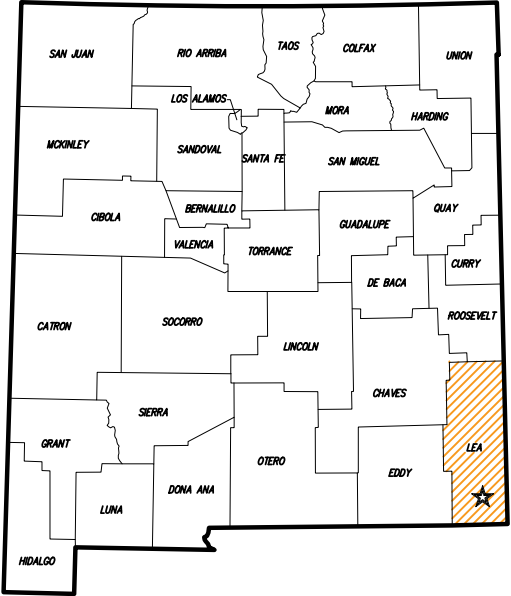 SAN JUAN
RIO ARRIBA
TAOS
COLFAX
UNION
LOS ALAMOS
MORA
HARDING
MCKINLEY
SANDOVAL
SANTA FE
SAN MIGUEL
CIBOLA
BERNALILLO
QUAY
VALENCIA
TORRANCE
GUADALUPE
CURRY
DE BACA
CATRON
SOCORRO
LINCOLN
ROOSEVELT
CHAVES
SIERRA
GRANT
OTERO
EDDY
LEA
LUNA
DONA ANA
HIDALGO